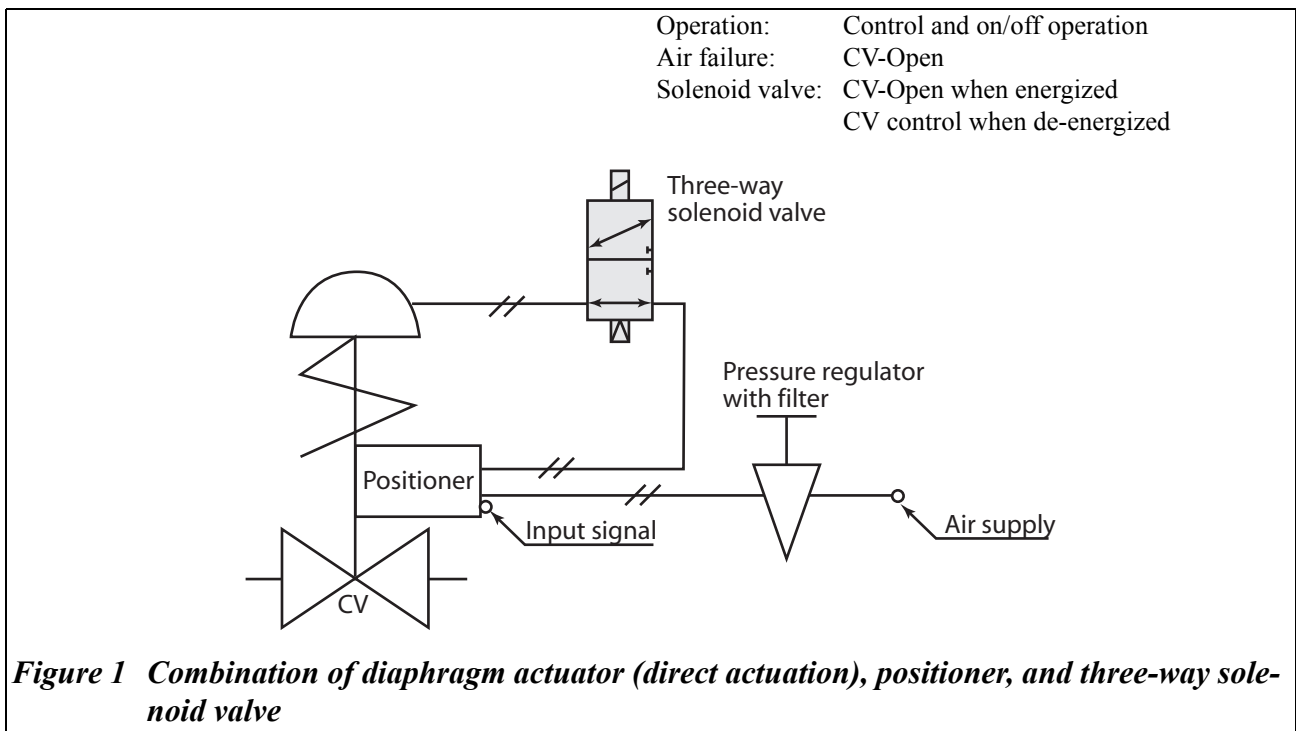 Operation: Control and on/off operation
Air failure: CV-Open
Solenoid valve: CV-Open when energized
CV control when de-energized
Three-way
solenoid valve
Pressure regulator
with filter
Positioner
Input signal
Air supply
CV
Figure 1 Combination of diaphragm actuator (direct actuation), positioner, and three-way sole-
noid valve